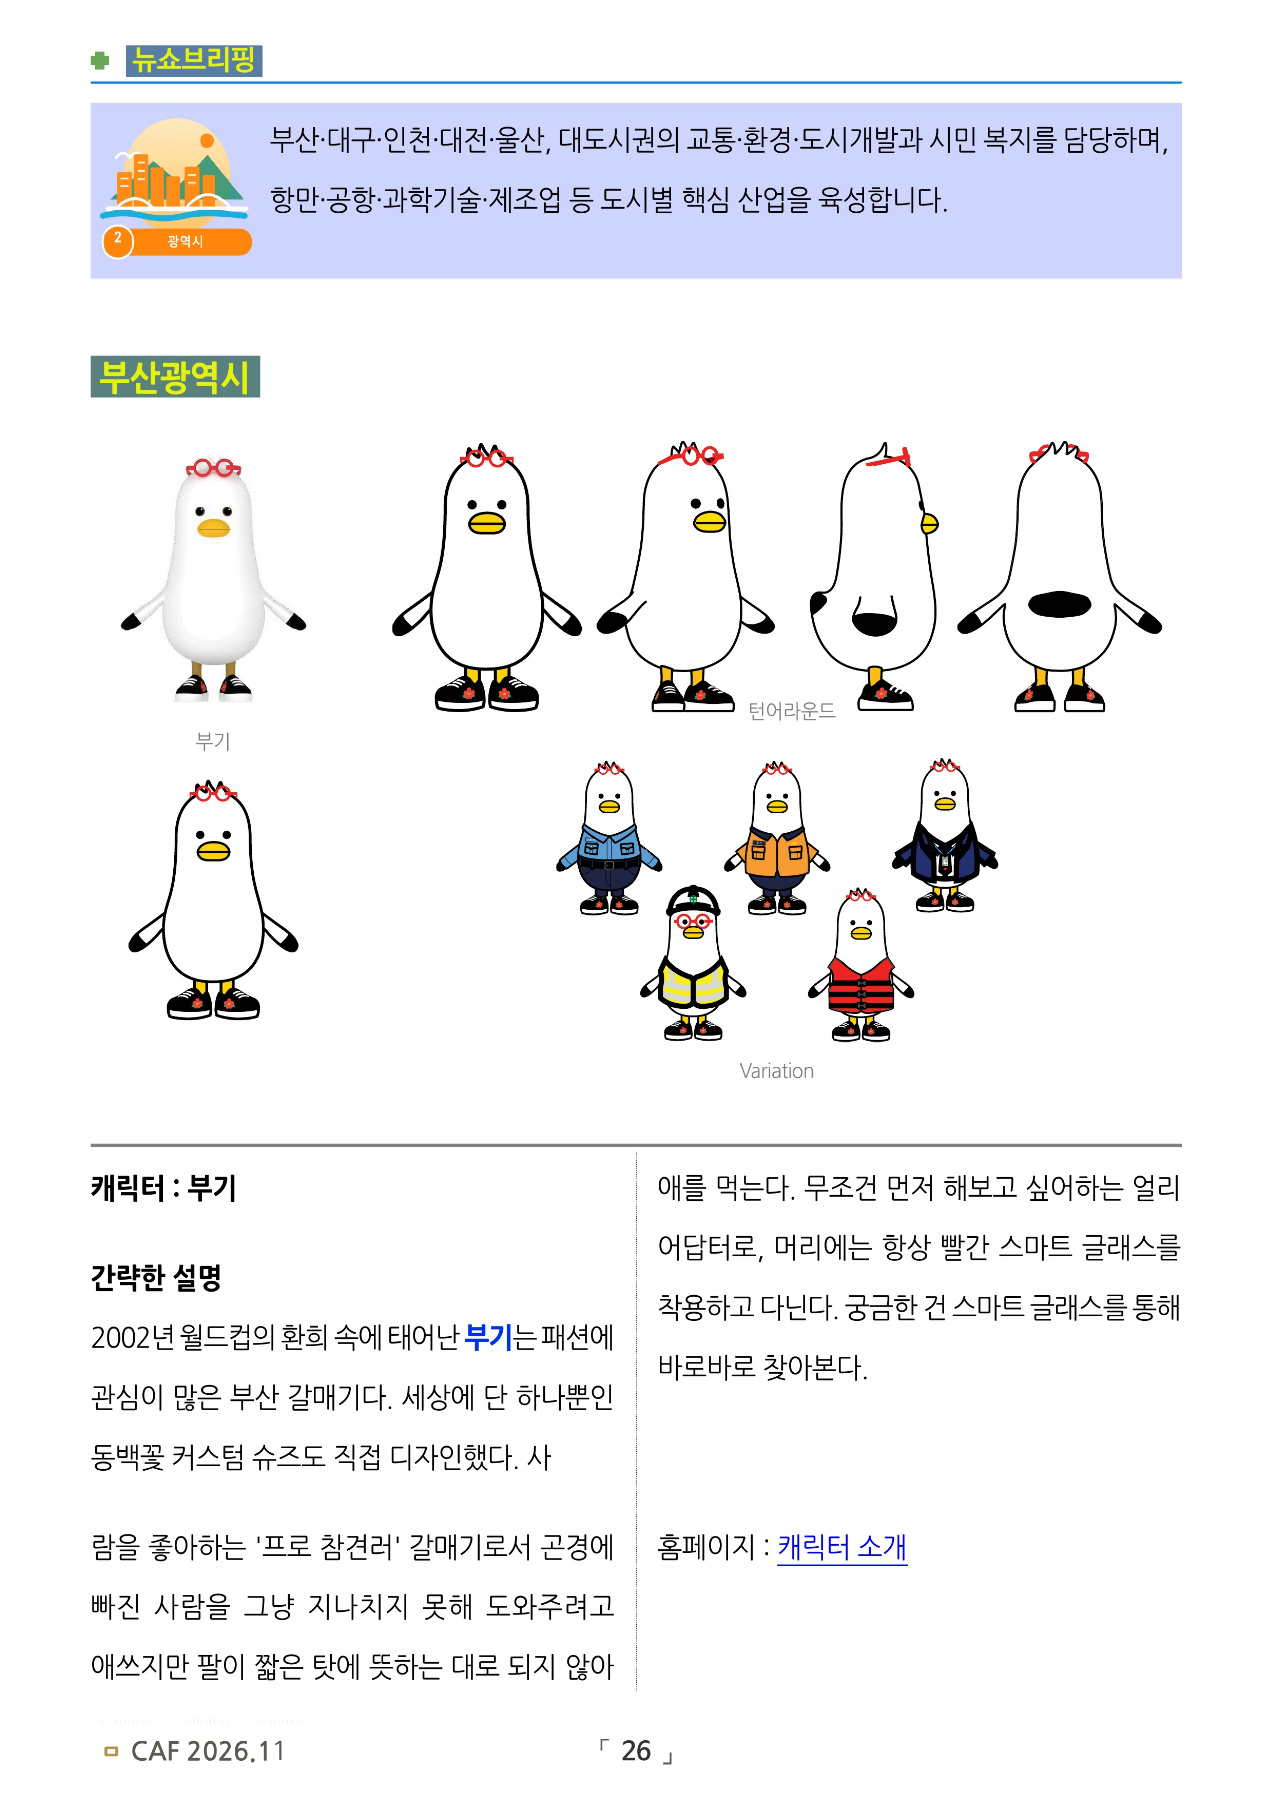 뉴쇼브리핑
부산·대구·인천·대전·울산, 대도시권의 교통·환경·도시개발과 시민 복지를 담당하며,
항만·공항·과학기술·제조업 등 도시별 핵심 산업을 육성합니다.
2 광역시
부산광역시
부기
턴어라운드
Variation
캐릭터 : 부기
간략한 설명
2002년 월드컵의 환희 속에 태어난 부기는 패션에
관심이 많은 부산 갈매기다. 세상에 단 하나뿐인
동백꽃 커스텀 슈즈도 직접 디자인했다. 사
람을 좋아하는 '프로 참견러' 갈매기로서 곤경에
빠진 사람을 그냥 지나치지 못해 도와주려고
애쓰지만 팔이 짧은 탓에 뜻하는 대로 되지 않아
애를 먹는다. 무조건 먼저 해보고 싶어하는 얼리
어답터로, 머리에는 항상 빨간 스마트 글래스를
착용하고 다닌다. 궁금한 건 스마트 글래스를 통해
바로바로 찾아본다.
홈페이지 : 캐릭터 소개
CAF 2026.11
「 26 」